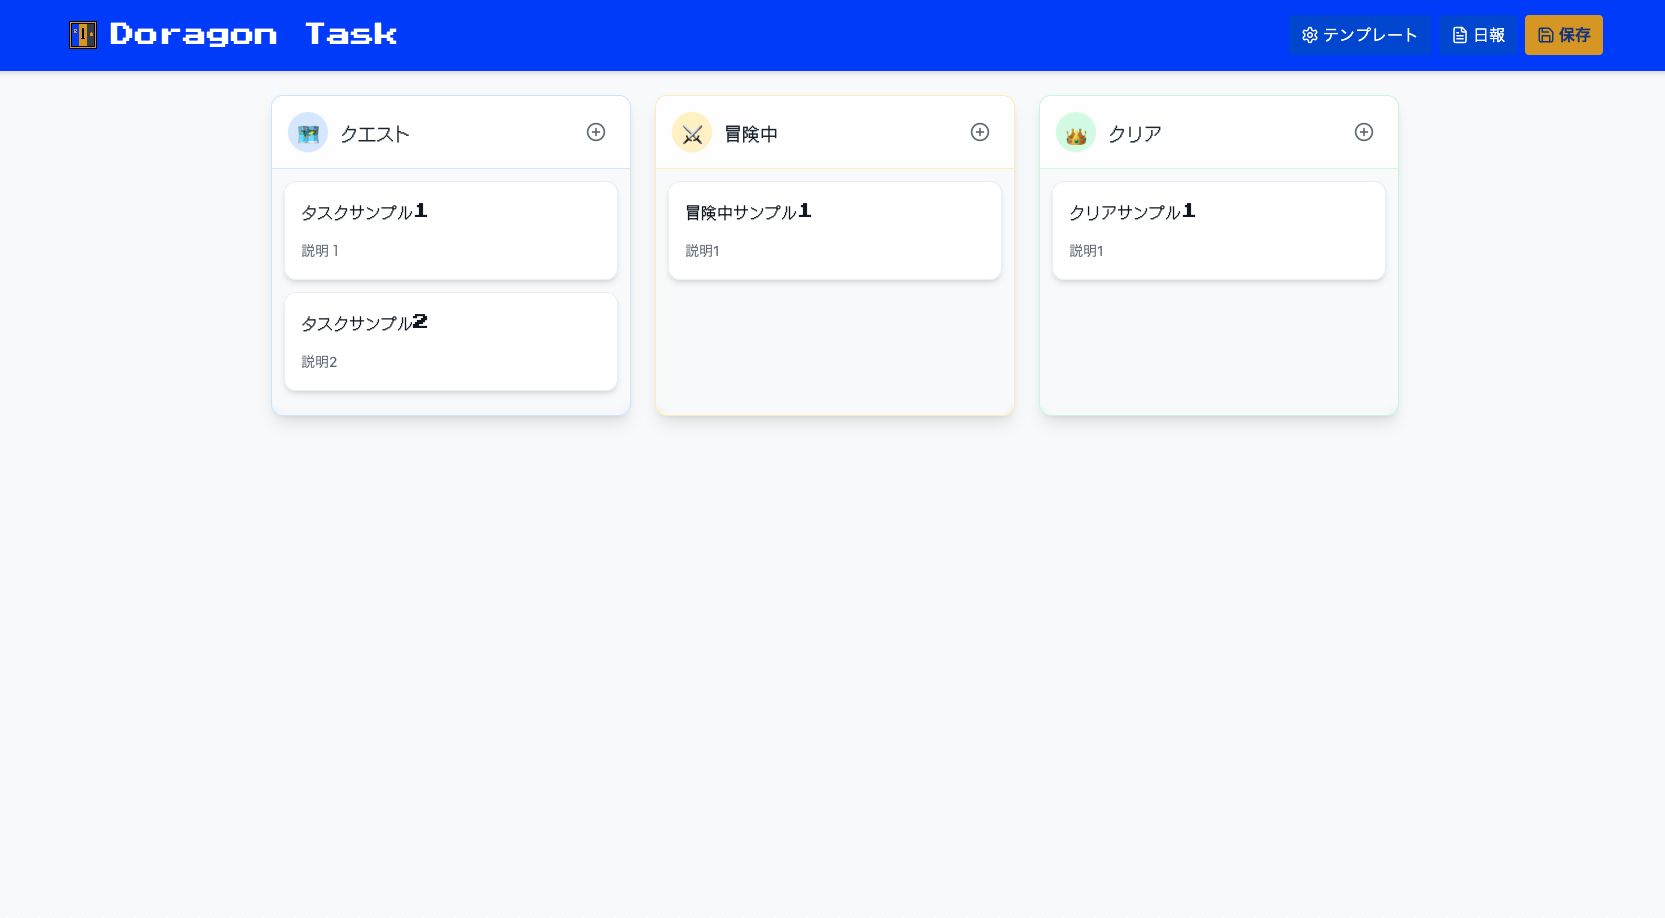 Doragon Task
テンプレート
日報
保存
クエスト
タスクサンプル1
説明１
タスクサンプル2
説明2
冒険中
冒険中サンプル1
説明1
クリア
クリアサンプル1
説明1